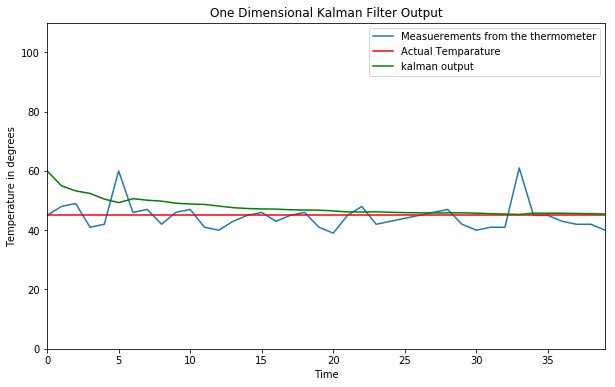 One Dimensional Kalman Filter Output
Measuerements from the thermometer
Actual Temparature
kalman output
Temperature in degrees
100
80
60
40
20
0
0 5 10 15 20 25 30 35
Time